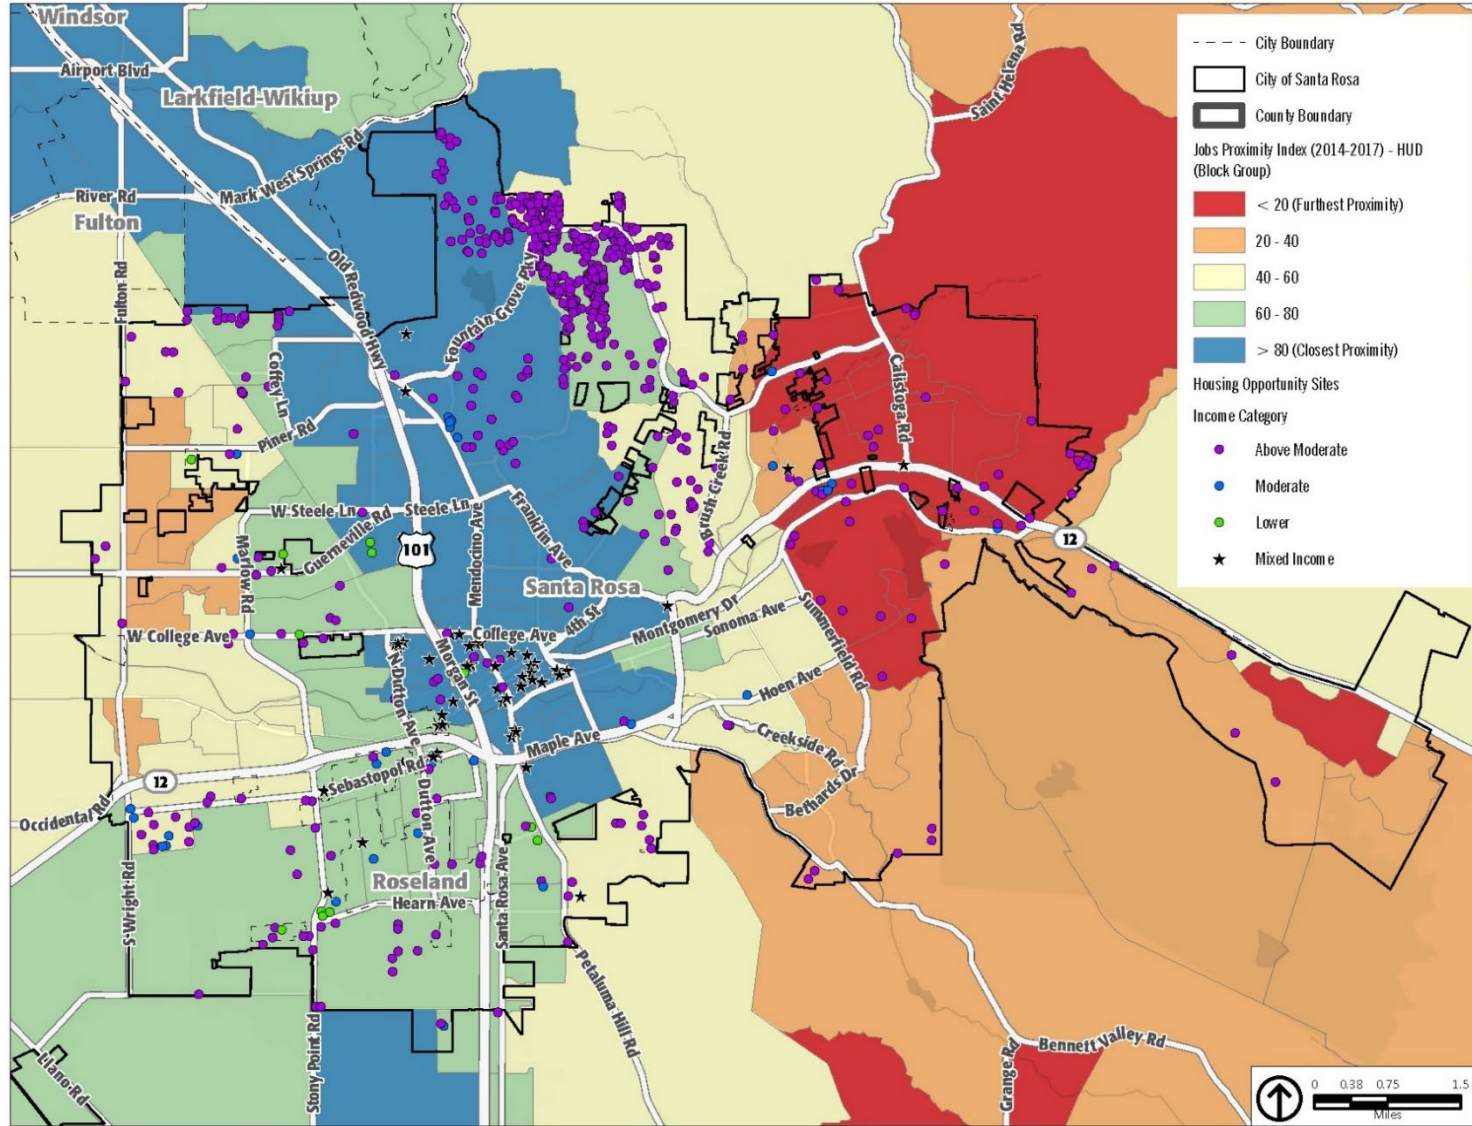 Windsor
Airport Blvd
Larkfield-Wikiup
Mark West Springs Rd
River Rd
Fulton
Fulton Rd
Old Redwood Hwy
Fountain Grove Pky
Coffey Ln
Piner Rd
W Steele Ln
Steele Ln
Guerneville Rd
Marlow Rd
101
Mendocino Ave
Franklin Ave
Brush Creek Rd
Calistoga Rd
Saint Helena Rd
12
Santa Rosa
4th St
Montgomery Dr
Sonoma Ave
Summerfield Rd
W College Ave
College Ave
Morgan St
N Dutton Ave
Hoen Ave
Maple Ave
Creekside Rd
Bethards Dr
12
Sebastopol Rd
Occidental Rd
Dutton Ave
Roseland
Hearn Ave
Santa Rosa Ave
S Wright Rd
Stony Point Rd
Llano Rd
Petaluma Hill Rd
Grange Rd
Bennett Valley Rd
City Boundary
City of Santa Rosa
County Boundary
Jobs Proximity Index (2014-2017) - HUD
(Block Group)
< 20 (Furthest Proximity)
20 - 40
40 - 60
60 - 80
> 80 (Closest Proximity)
Housing Opportunity Sites
Income Category
Above Moderate
Moderate
Lower
Mixed Income
0 0.38 0.75 1.5
Miles